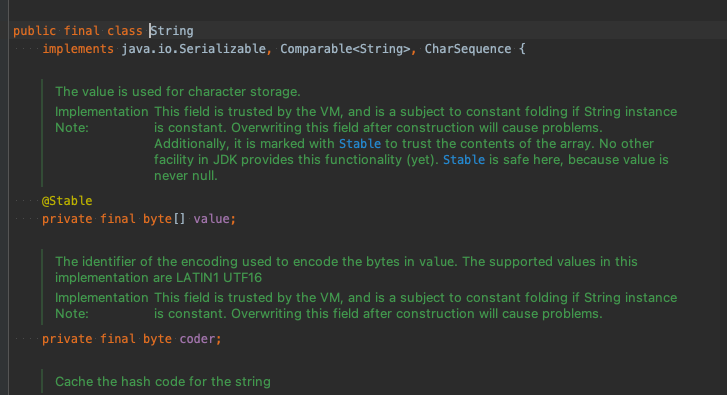 public final class String
implements java.io.Serializable, Comparable<String>, CharSequence {
The value is used for character storage.
Implementation This field is trusted by the VM, and is a subject to constant folding if String instance
Note: is constant. Overwriting this field after construction will cause problems.
Additionally, it is marked with Stable to trust the contents of the array. No other
facility in JDK provides this functionality (yet). Stable is safe here, because value is
never null.
@Stable
private final byte[] value;
The identifier of the encoding used to encode the bytes in value. The supported values in this
implementation are LATIN1 UTF16
Implementation This field is trusted by the VM, and is a subject to constant folding if String instance
Note: is constant. Overwriting this field after construction will cause problems.
private final byte coder;
Cache the hash code for the string